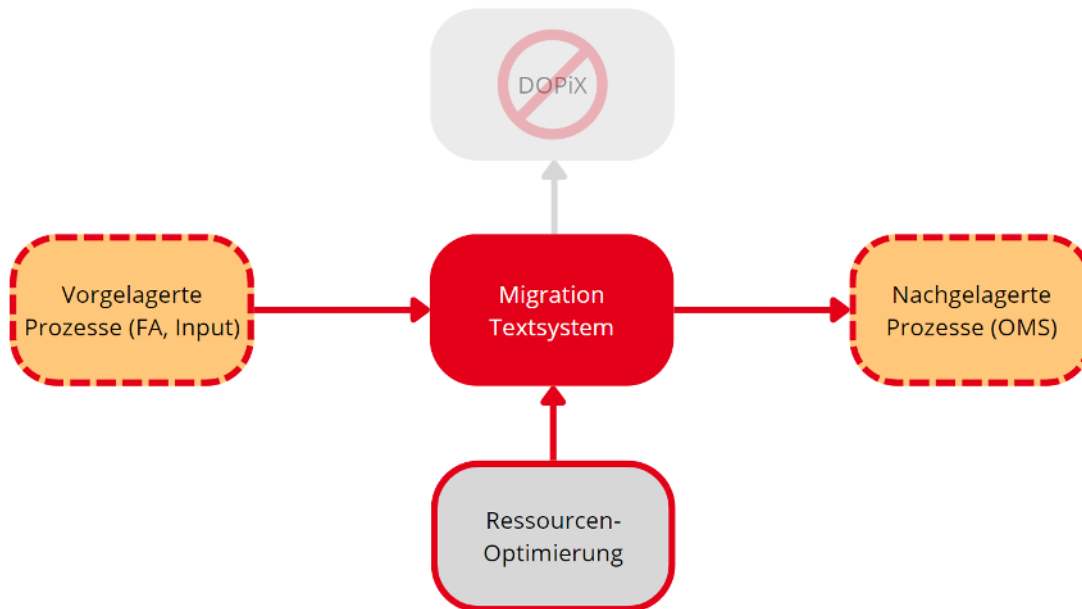 DOPiX
Vorgelagerte
Prozesse (FA, Input)
Migration
Textsystem
Nachgelagerte
Prozesse (OMS)
Ressourcen-
Optimierung